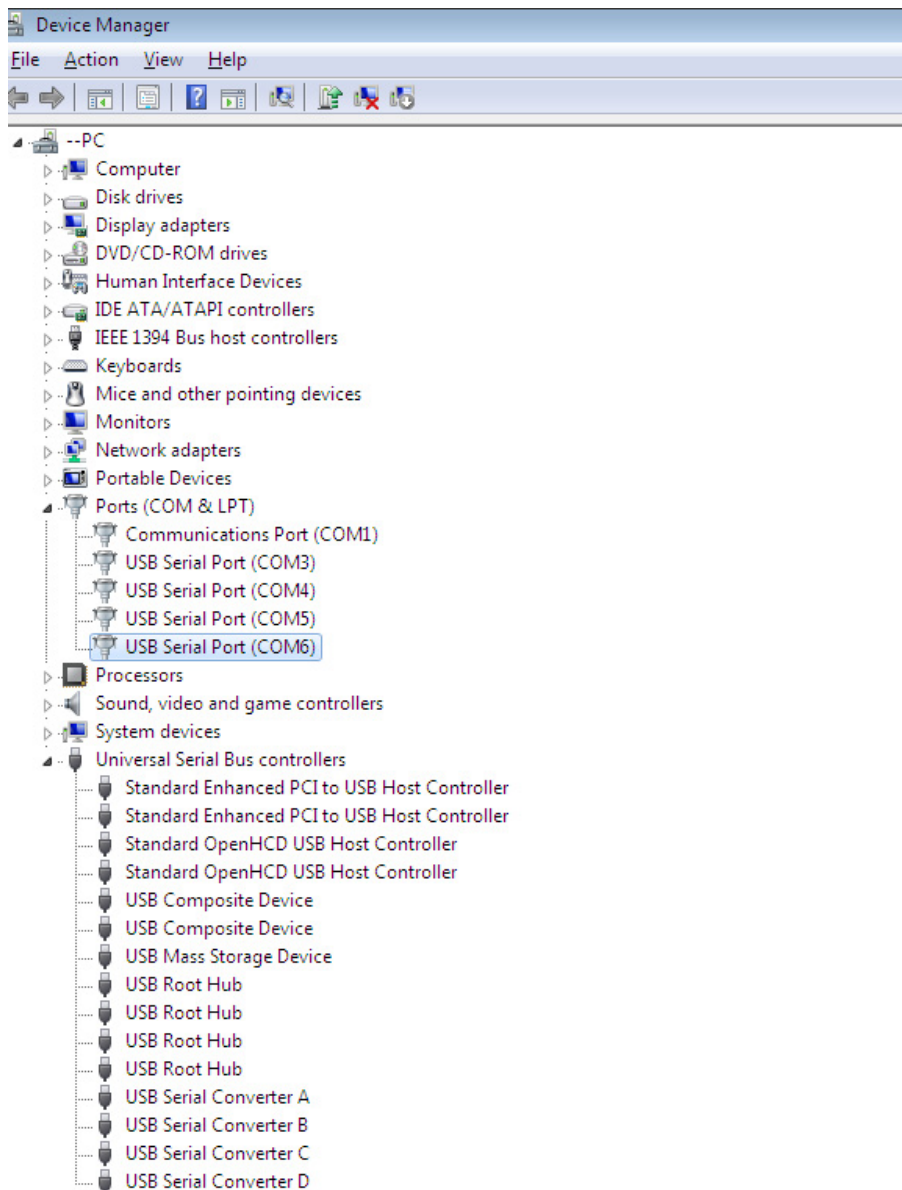 Device Manager
File Action View Help
--PC
Computer
Disk drives
Display adapters
DVD/CD-ROM drives
Human Interface Devices
IDE ATA/ATAPI controllers
IEEE 1394 Bus host controllers
Keyboards
Mice and other pointing devices
Monitors
Network adapters
Portable Devices
Ports (COM & LPT)
Communications Port (COM1)
USB Serial Port (COM3)
USB Serial Port (COM4)
USB Serial Port (COM5)
USB Serial Port (COM6)
Processors
Sound, video and game controllers
System devices
Universal Serial Bus controllers
Standard Enhanced PCI to USB Host Controller
Standard Enhanced PCI to USB Host Controller
Standard OpenHCD USB Host Controller
Standard OpenHCD USB Host Controller
USB Composite Device
USB Composite Device
USB Mass Storage Device
USB Root Hub
USB Root Hub
USB Root Hub
USB Root Hub
USB Serial Converter A
USB Serial Converter B
USB Serial Converter C
USB Serial Converter D